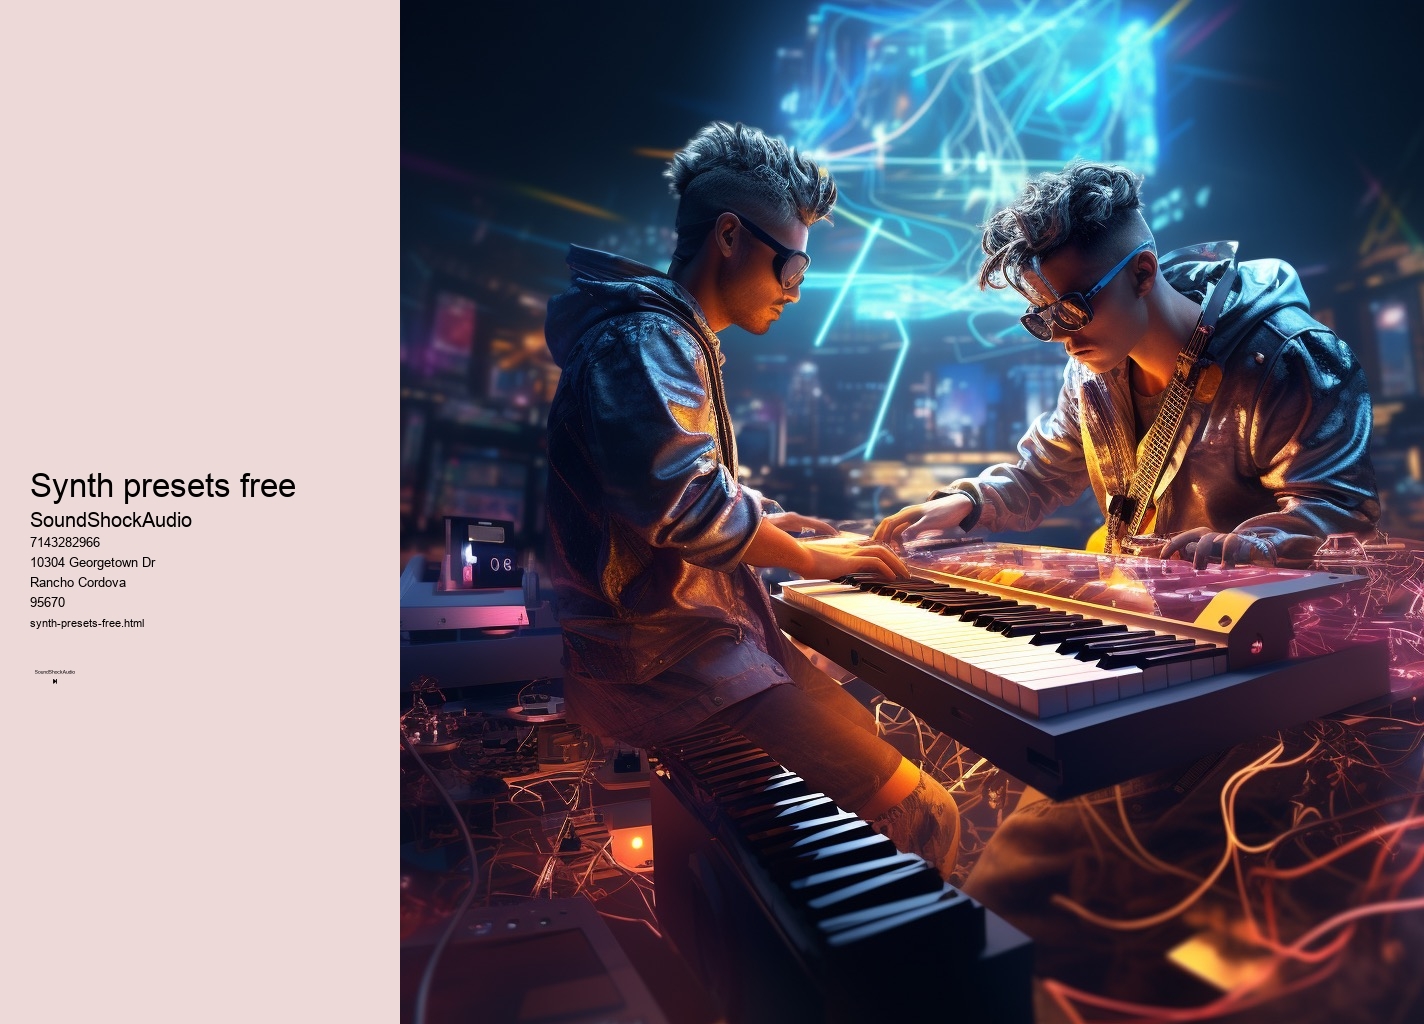 Synth presets free
SoundShockAudio
7143282966
10304 Georgetown Dr
Rancho Cordova
95670
synth-presets-free.html
SoundShockAudio
06